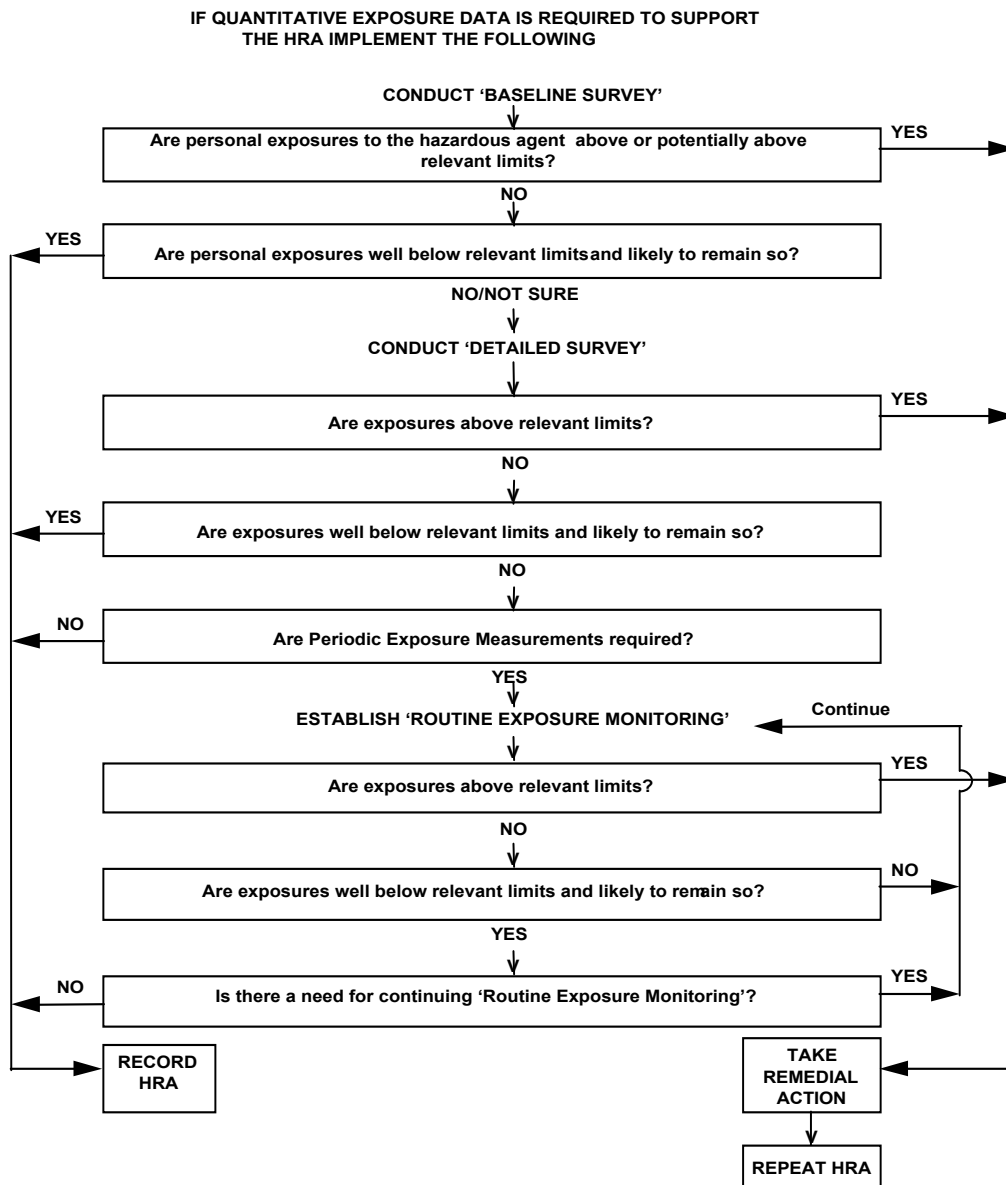 IF QUANTITATIVE EXPOSURE DATA IS REQUIRED TO SUPPORT
THE HRA IMPLEMENT THE FOLLOWING
CONDUCT ‘BASELINE SURVEY’
Are personal exposures to the hazardous agent above or potentially above
relevant limits?
YES
NO
YES
Are personal exposures well below relevant limits and likely to remain so?
NO/NOT SURE
CONDUCT ‘DETAILED SURVEY’
Are exposures above relevant limits?
YES
NO
YES
Are exposures well below relevant limits and likely to remain so?
NO
NO
Are Periodic Exposure Measurements required?
YES
ESTABLISH ‘ROUTINE EXPOSURE MONITORING’
Continue
Are exposures above relevant limits?
YES
NO
Are exposures well below relevant limits and likely to remain so?
NO
YES
NO
Is there a need for continuing ‘Routine Exposure Monitoring’?
YES
RECORD
HRA
TAKE
REMEDIAL
ACTION
REPEAT HRA